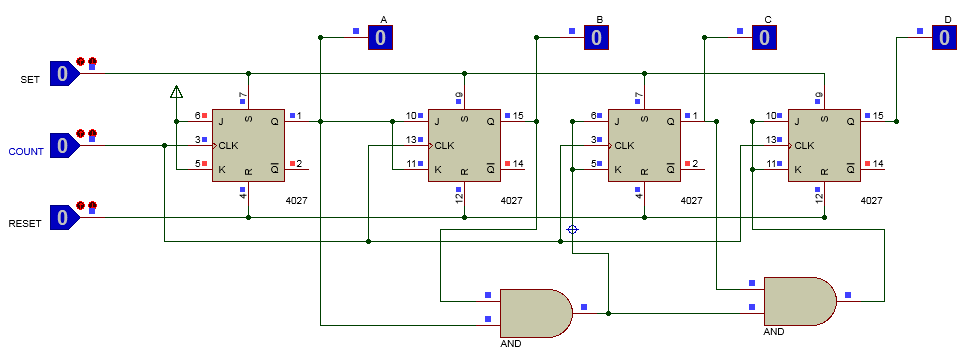 A B C D
0 0 0 0
SET 0
7 9 7 9
6 J S Q 1 10 J S Q 15 6 J S Q 1 10 J S Q 15
COUNT 0 3 CLK 13 CLK 3 CLK 13 CLK
5 K R QI 2 11 K R QI 14 5 K R QI 2 11 K R QI 14
4 12 4 12
4027 4027 4027 4027
RESET 0
AND AND